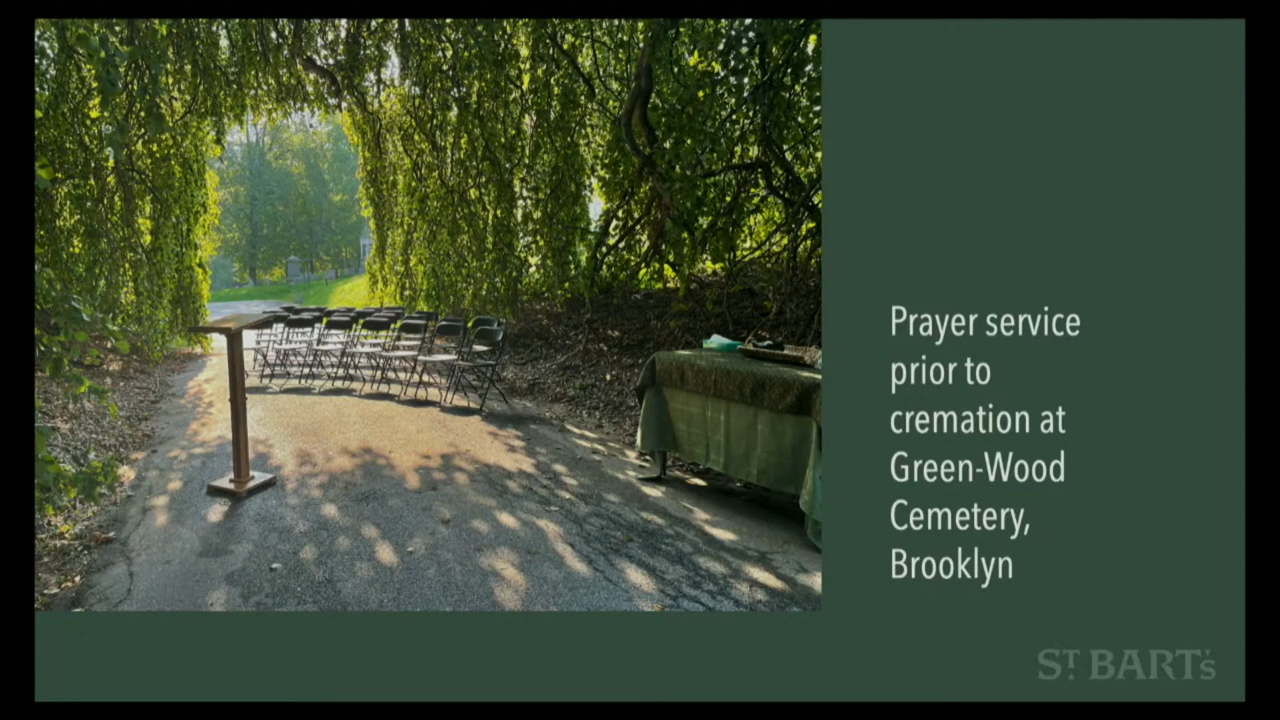 Prayer service
prior to
cremation at
Green-Wood
Cemetery,
Brooklyn
ST. BART'S